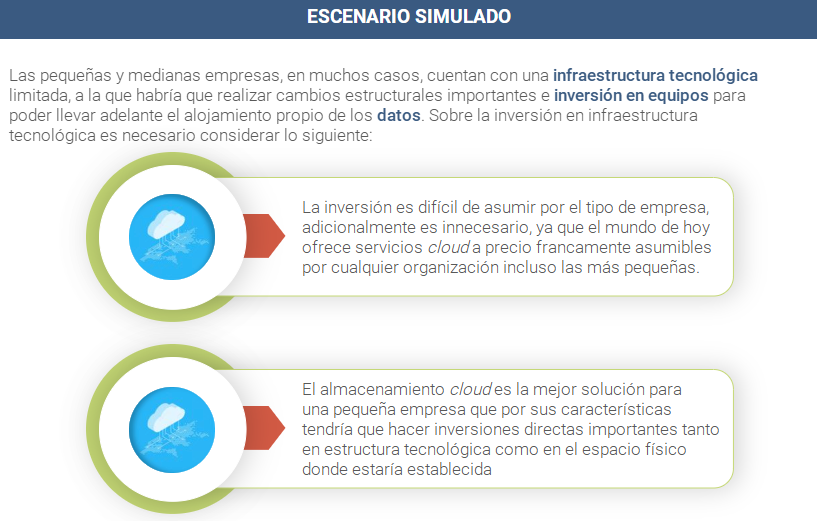 ESCENARIO SIMULADO
Las pequeñas y medianas empresas, en muchos casos, cuentan con una infraestructura tecnológica
limitada, a la que habría que realizar cambios estructurales importantes e inversión en equipos para
poder llevar adelante el alojamiento propio de los datos. Sobre la inversión en infraestructura
tecnológica es necesario considerar lo siguiente:
La inversión es difícil de asumir por el tipo de empresa,
adicionalmente es innecesario, ya que el mundo de hoy
ofrece servicios cloud a precio francamente asumibles
por cualquier organización incluso las más pequeñas.
El almacenamiento cloud es la mejor solución para
una pequeña empresa que por sus características
tendría que hacer inversiones directas importantes tanto
en estructura tecnológica como en el espacio físico
donde estaría establecida